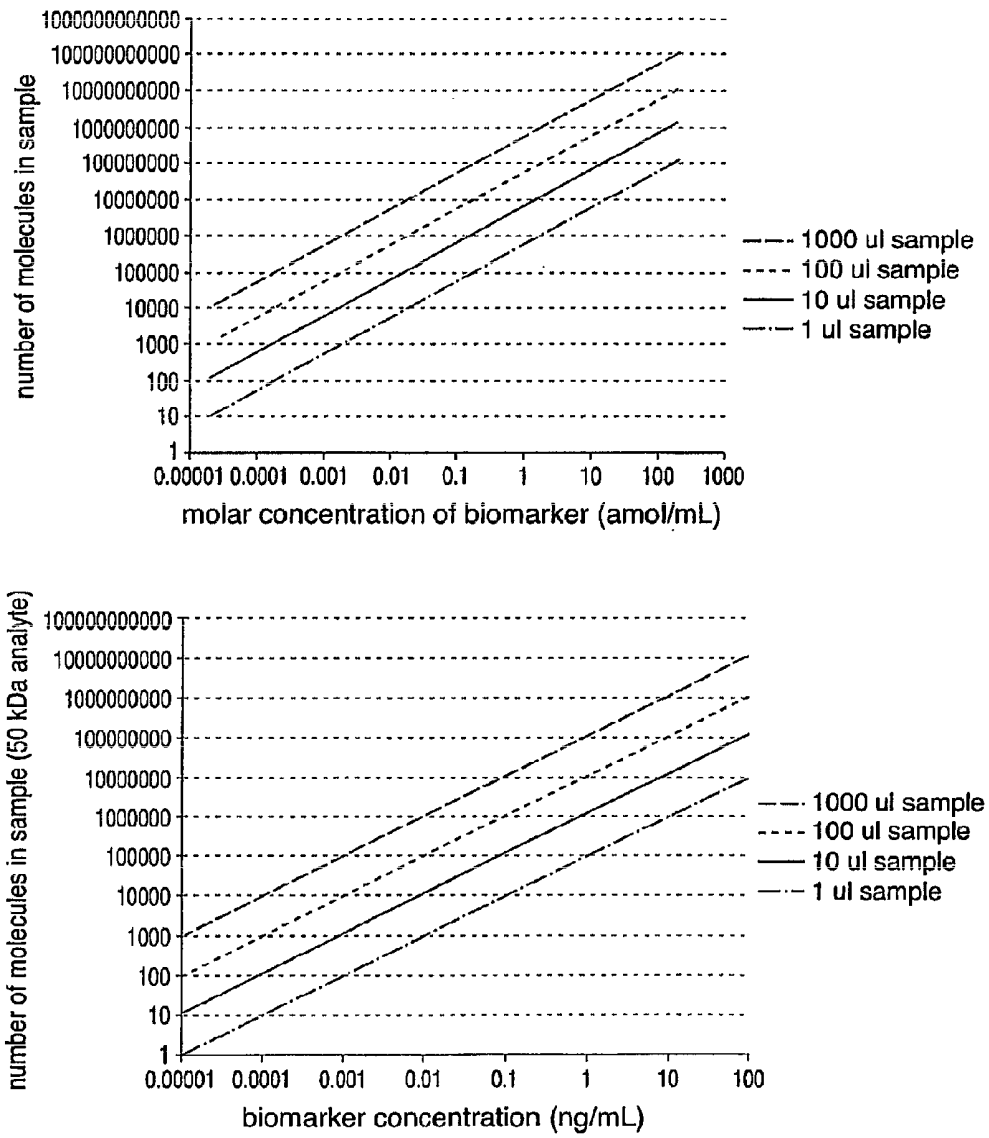 number of molecules in sample
1000000000000
100000000000
10000000000
1000000000
100000000
10000000
1000000
100000
10000
1000
100
10
1
0.00001 0.0001 0.001 0.01 0.1 1 10 100 1000
molar concentration of biomarker (amol/mL)
1000 ul sample
100 ul sample
10 ul sample
1 ul sample
number of molecules in sample (50 kDa analyte)
100000000000
10000000000
1000000000
100000000
10000000
1000000
100000
10000
1000
100
10
1
0.00001 0.0001 0.001 0.01 0.1 1 10 100
biomarker concentration (ng/mL)
1000 ul sample
100 ul sample
10 ul sample
1 ul sample